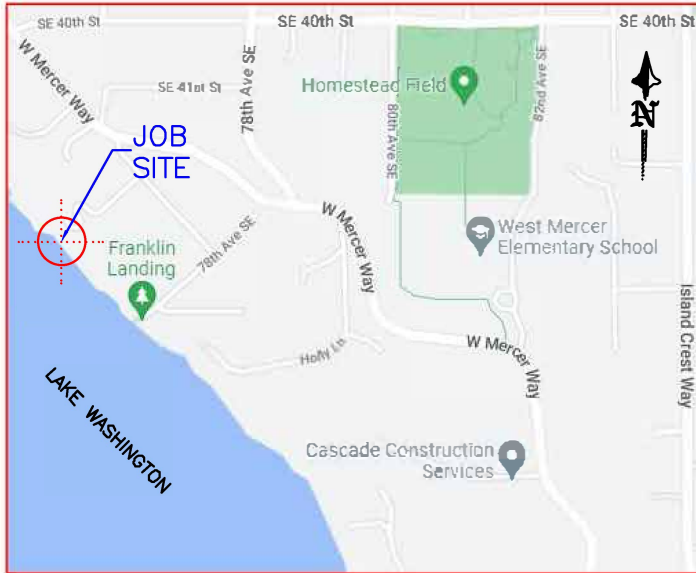 SE 40th St
SE 40th St
SE 40th St
W Mercer Way
78th Ave SE
SE 41st St
Homestead Field
80th Ave SE
82nd Ave SE
N
JOB
SITE
W Mercer Way
78th Ave SE
Franklin
Landing
West Mercer
Elementary School
Island Crest Way
Holly Ln
W Mercer Way
LAKE WASHINGTON
Cascade Construction
Services